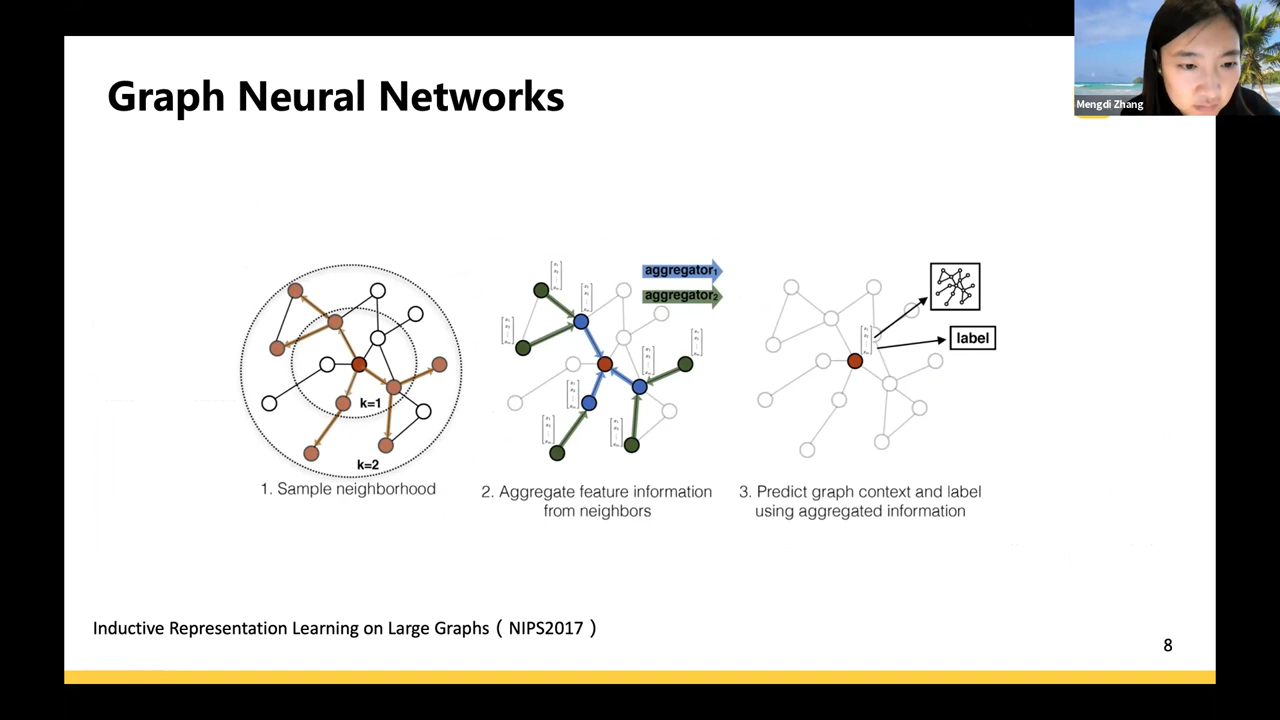 Graph Neural Networks
Mengdi Zhang
k=1
k=2
1. Sample neighborhood
aggregator₁
aggregator₂
2. Aggregate feature information
from neighbors
label
3. Predict graph context and label
using aggregated information
Inductive Representation Learning on Large Graphs ( NIPS2017 )
8